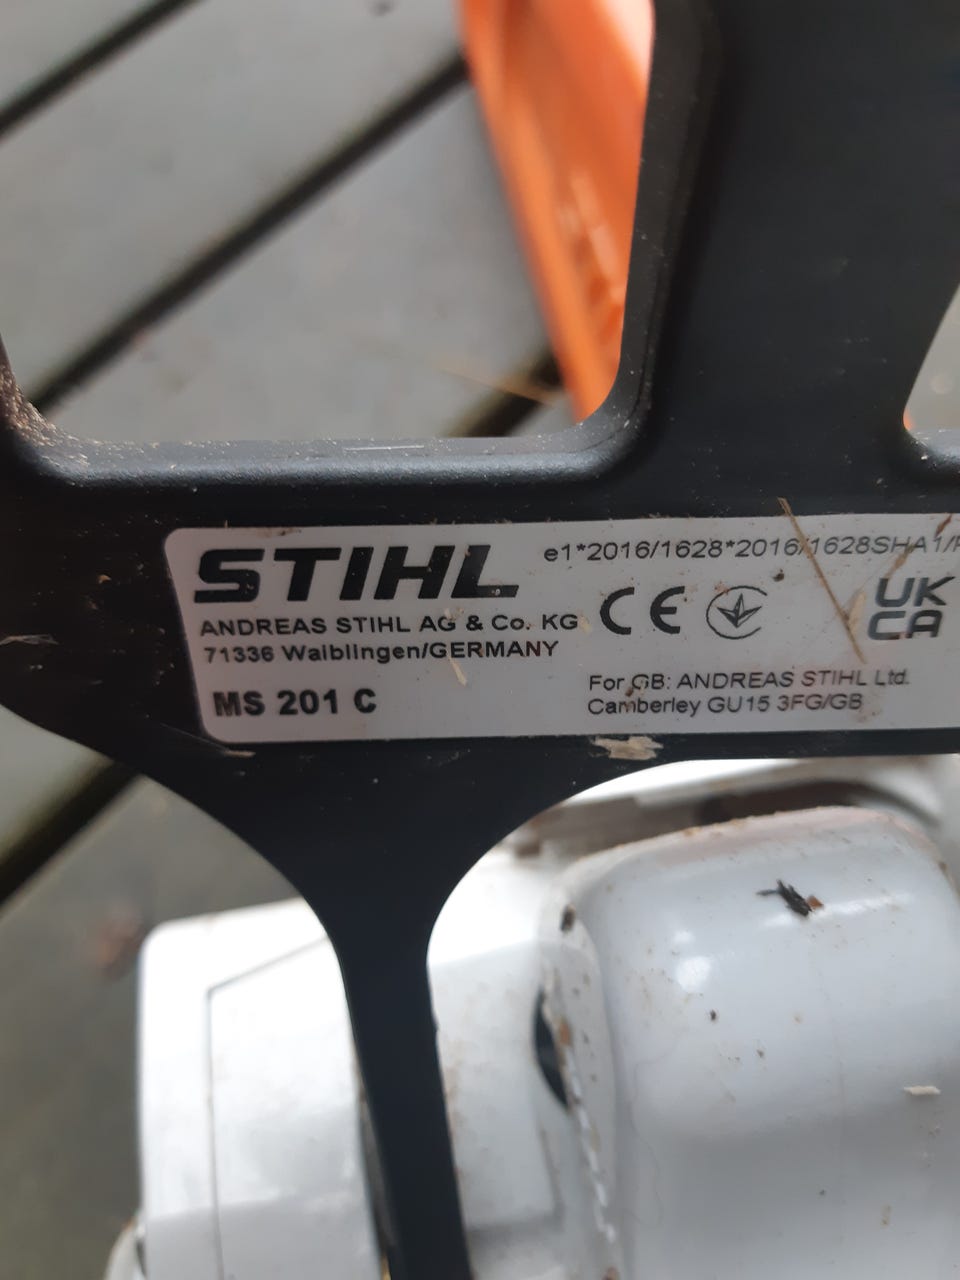 STIHL
e1*2016/1628*2016/1628SHA1/P
ANDREAS STIHL AG & Co. KG
71336 Waiblingen/GERMANY
CE
UK
CA
MS 201 C
For GB: ANDREAS STIHL Ltd.
Camberley GU15 3FG/GB